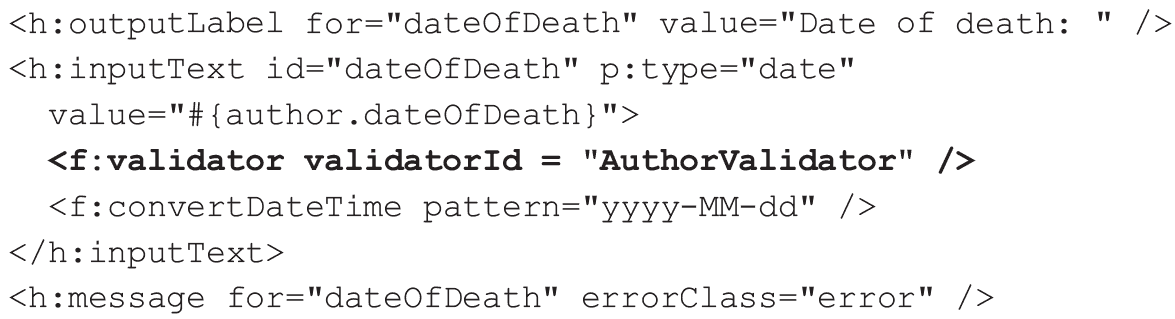 <h:outputLabel for="dateOfDeath" value="Date of death: " />
<h:inputText id="dateOfDeath" p:type="date"
  value="#{author.dateOfDeath}">
  <f:validator validatorId = "AuthorValidator" />
  <f:convertDateTime pattern="yyyy-MM-dd" />
</h:inputText>
<h:message for="dateOfDeath" errorClass="error" />